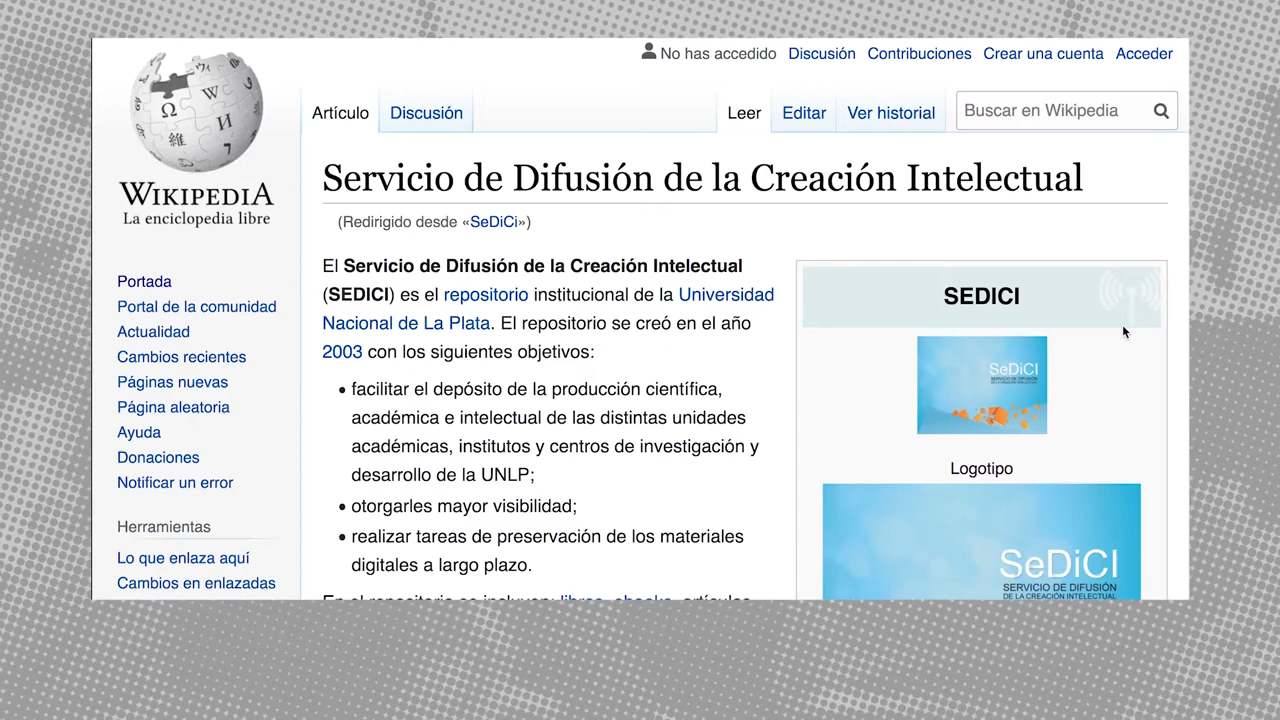 No has accedido Discusión Contribuciones Crear una cuenta Acceder
Artículo Discusión Leer Editar Ver historial Buscar en Wikipedia
WIKIPEDIA
La enciclopedia libre
Portada
Portal de la comunidad
Actualidad
Cambios recientes
Páginas nuevas
Página aleatoria
Ayuda
Donaciones
Notificar un error
Herramientas
Lo que enlaza aquí
Cambios en enlazadas
Servicio de Difusión de la Creación Intelectual
(Redirigido desde «SeDiCi»)
El Servicio de Difusión de la Creación Intelectual
(SEDICI) es el repositorio institucional de la Universidad
Nacional de La Plata. El repositorio se creó en el año
2003 con los siguientes objetivos:
• facilitar el depósito de la producción científica,
académica e intelectual de las distintas unidades
académicas, institutos y centros de investigación y
desarrollo de la UNLP;
• otorgarles mayor visibilidad;
• realizar tareas de preservación de los materiales
digitales a largo plazo.
SEDICI
SeDiCI
SERVICIO DE DIFUSIÓN
DE LA CREACIÓN INTELECTUAL
Logotipo
SeDiCI
SERVICIO DE DIFUSIÓN
DE LA CREACIÓN INTELECTUAL